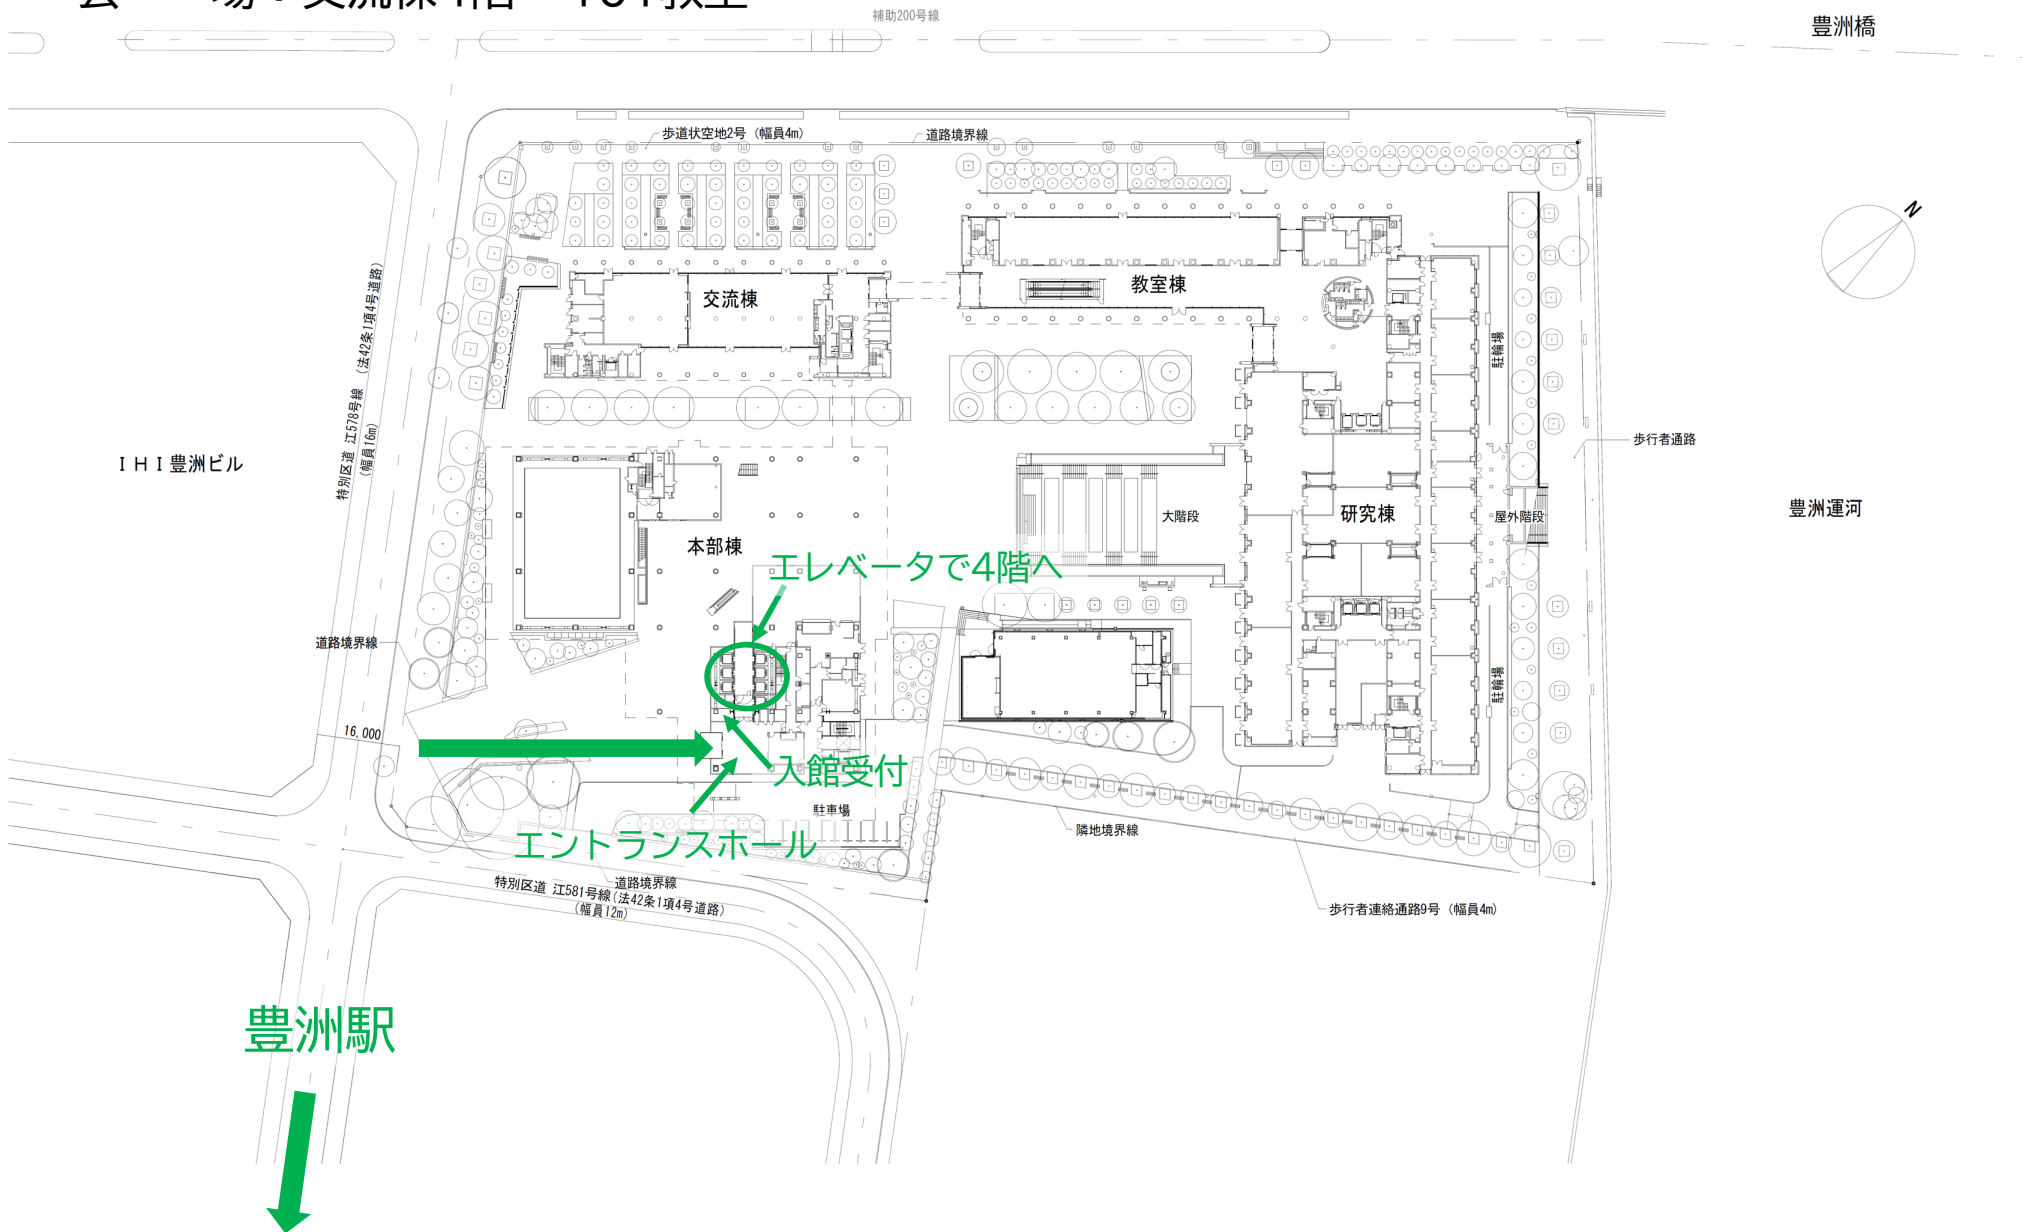 会　場：交流棟4階　教室
補助200号線
豊洲橋
歩道状空地2号（幅員4m）
道路境界線
N
交流棟
教室棟
特別区道 江578号線 （法42条1項4号道路）
（幅員16m）
駐輪場
歩行者通路
ＩＨＩ豊洲ビル
豊洲運河
大階段
研究棟
屋外階段
本部棟
エレベータで4階へ
道路境界線
駐輪場
16,000
入館受付
駐車場
エントランスホール
隣地境界線
道路境界線
特別区道 江581号線（法42条1項4号道路）
（幅員12m）
歩行者連絡通路9号（幅員4m）
豊洲駅